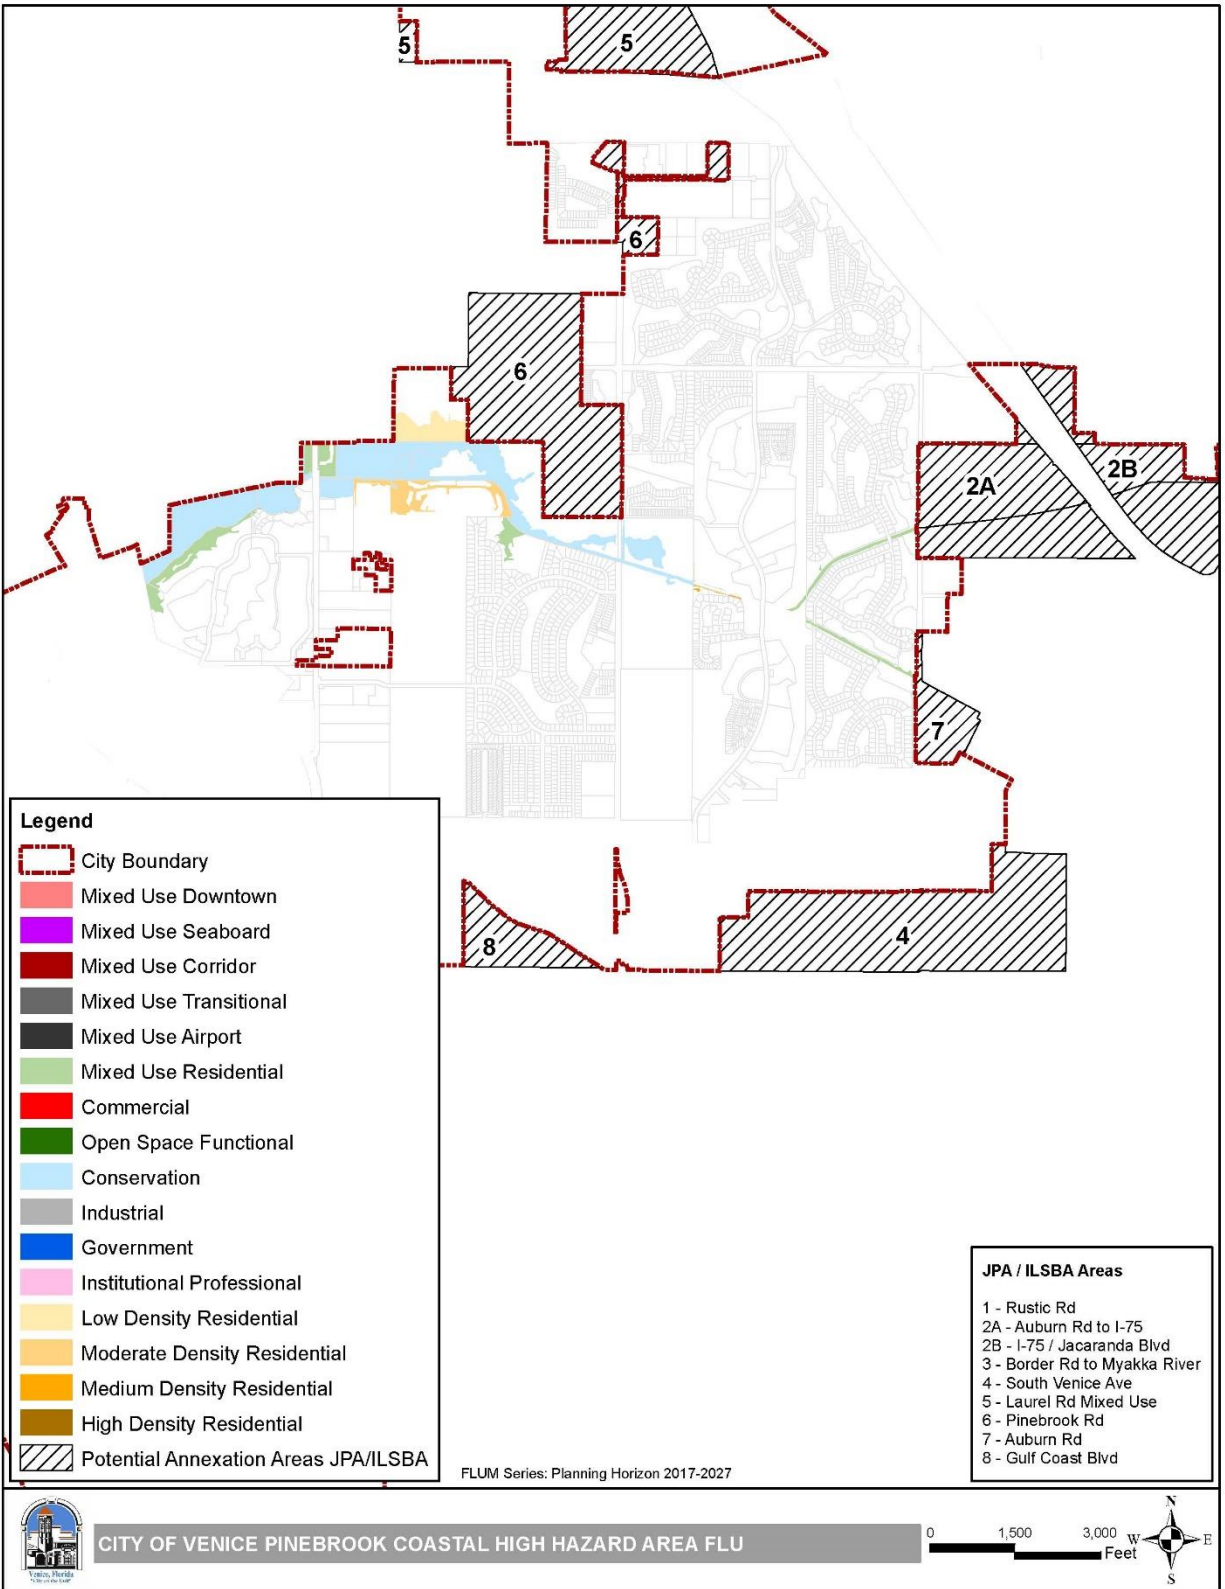 5
5
6
6
2A
2B
7
8
4
Legend
City Boundary
Mixed Use Downtown
Mixed Use Seaboard
Mixed Use Corridor
Mixed Use Transitional
Mixed Use Airport
Mixed Use Residential
Commercial
Open Space Functional
Conservation
Industrial
Government
Institutional Professional
Low Density Residential
Moderate Density Residential
Medium Density Residential
High Density Residential
Potential Annexation Areas JPA/ILSBA
FLUM Series: Planning Horizon 2017-2027
JPA / ILSBA Areas
1 - Rustic Rd
2A - Auburn Rd to I-75
2B - I-75 / Jacaranda Blvd
3 - Border Rd to Myakka River
4 - South Venice Ave
5 - Laurel Rd Mixed Use
6 - Pinebrook Rd
7 - Auburn Rd
8 - Gulf Coast Blvd
Venice, Florida
"City on the Gulf"
CITY OF VENICE PINEBROOK COASTAL HIGH HAZARD AREA FLU
0 1,500 3,000
Feet
N
W E
S